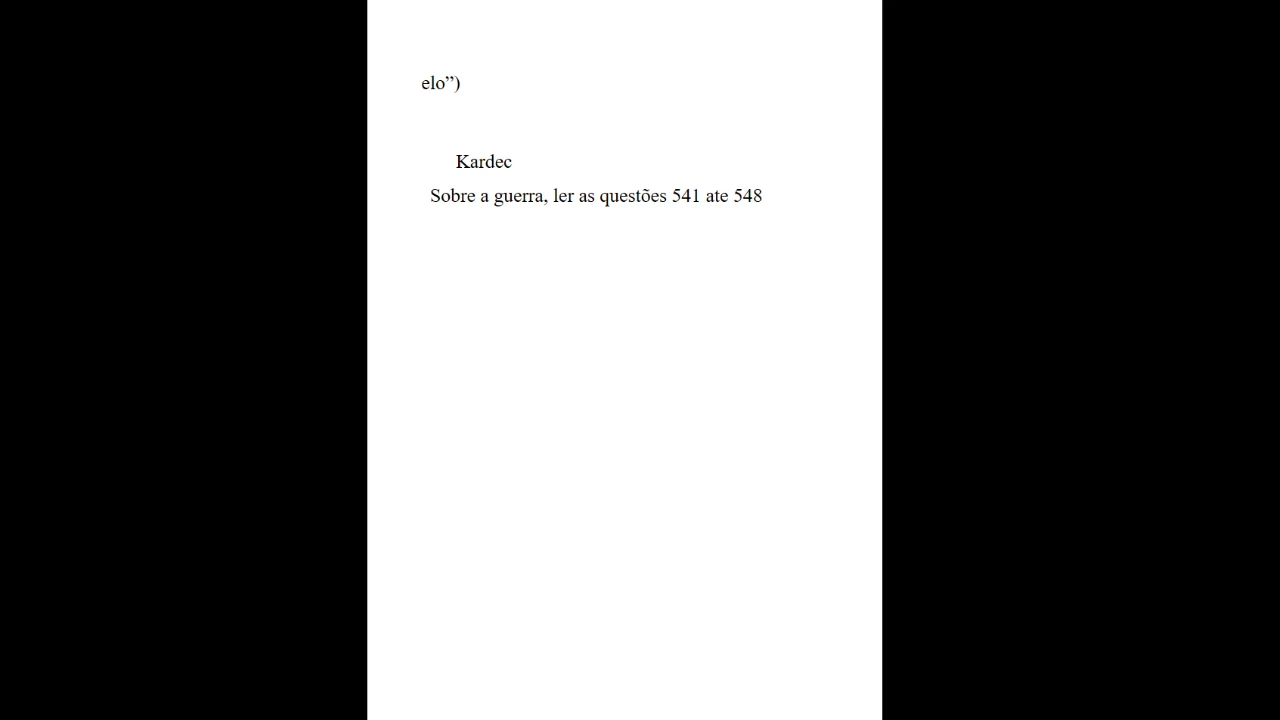 elo”)
Kardec
Sobre a guerra, ler as questões 541 ate 548